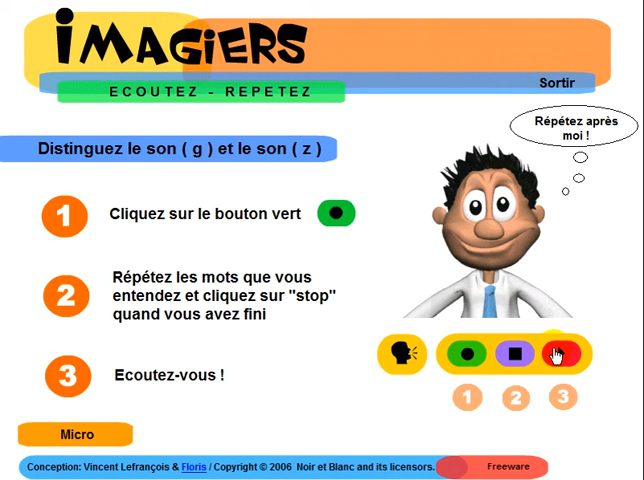 iMAGiERS
ECOUTEZ - REPETEZ
Sortir
Répétez après
moi !
Distinguez le son ( g ) et le son ( z )
1 Cliquez sur le bouton vert
2 Répétez les mots que vous
entendez et cliquez sur "stop"
quand vous avez fini
3 Ecoutez-vous !
1 2 3
Micro
Conception: Vincent Lefrançois & Floris / Copyright © 2006 Noir et Blanc and its licensors.
Freeware